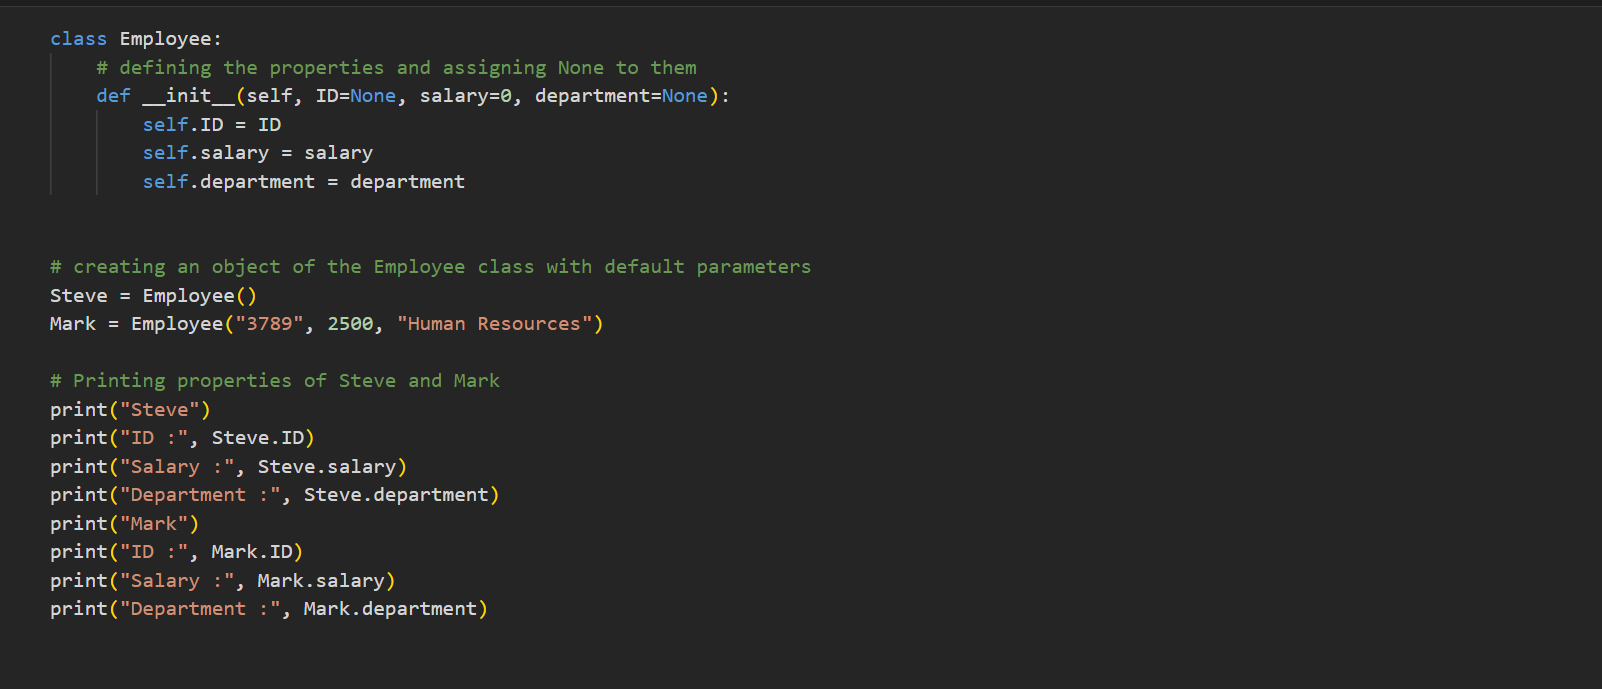 class Employee:
    # defining the properties and assigning None to them
    def __init__(self, ID=None, salary=0, department=None):
        self.ID = ID
        self.salary = salary
        self.department = department
# creating an object of the Employee class with default parameters
Steve = Employee()
Mark = Employee("3789", 2500, "Human Resources")
# Printing properties of Steve and Mark
print("Steve")
print("ID :", Steve.ID)
print("Salary :", Steve.salary)
print("Department :", Steve.department)
print("Mark")
print("ID :", Mark.ID)
print("Salary :", Mark.salary)
print("Department :", Mark.department)